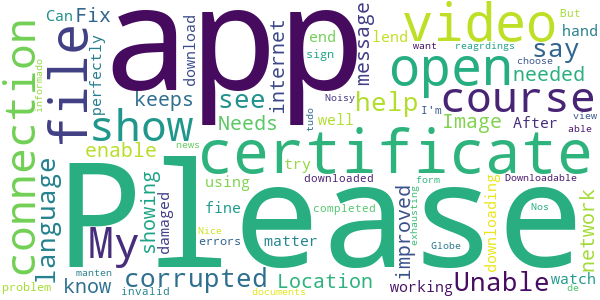 Can Fix
app
video
file
download
internet
message
end
sign
lend
want
reagrdings
choose
But
hand
say
open
needed
connection
informado
perfectly
keeps
see
Noisy
help
I'm
course
Image
After
view
able
show
Needs
well
tudo
language
enable
certificate
try
news
showing
damaged
using
downloaded
form
Downloadable
Please
My
fine
completed
improved
exhausting
downloading
Nos
network
Nice
errors
matter
Globe
corrupted
Location
working
Unable
watch
know
manten
problem
invalid
documents
de